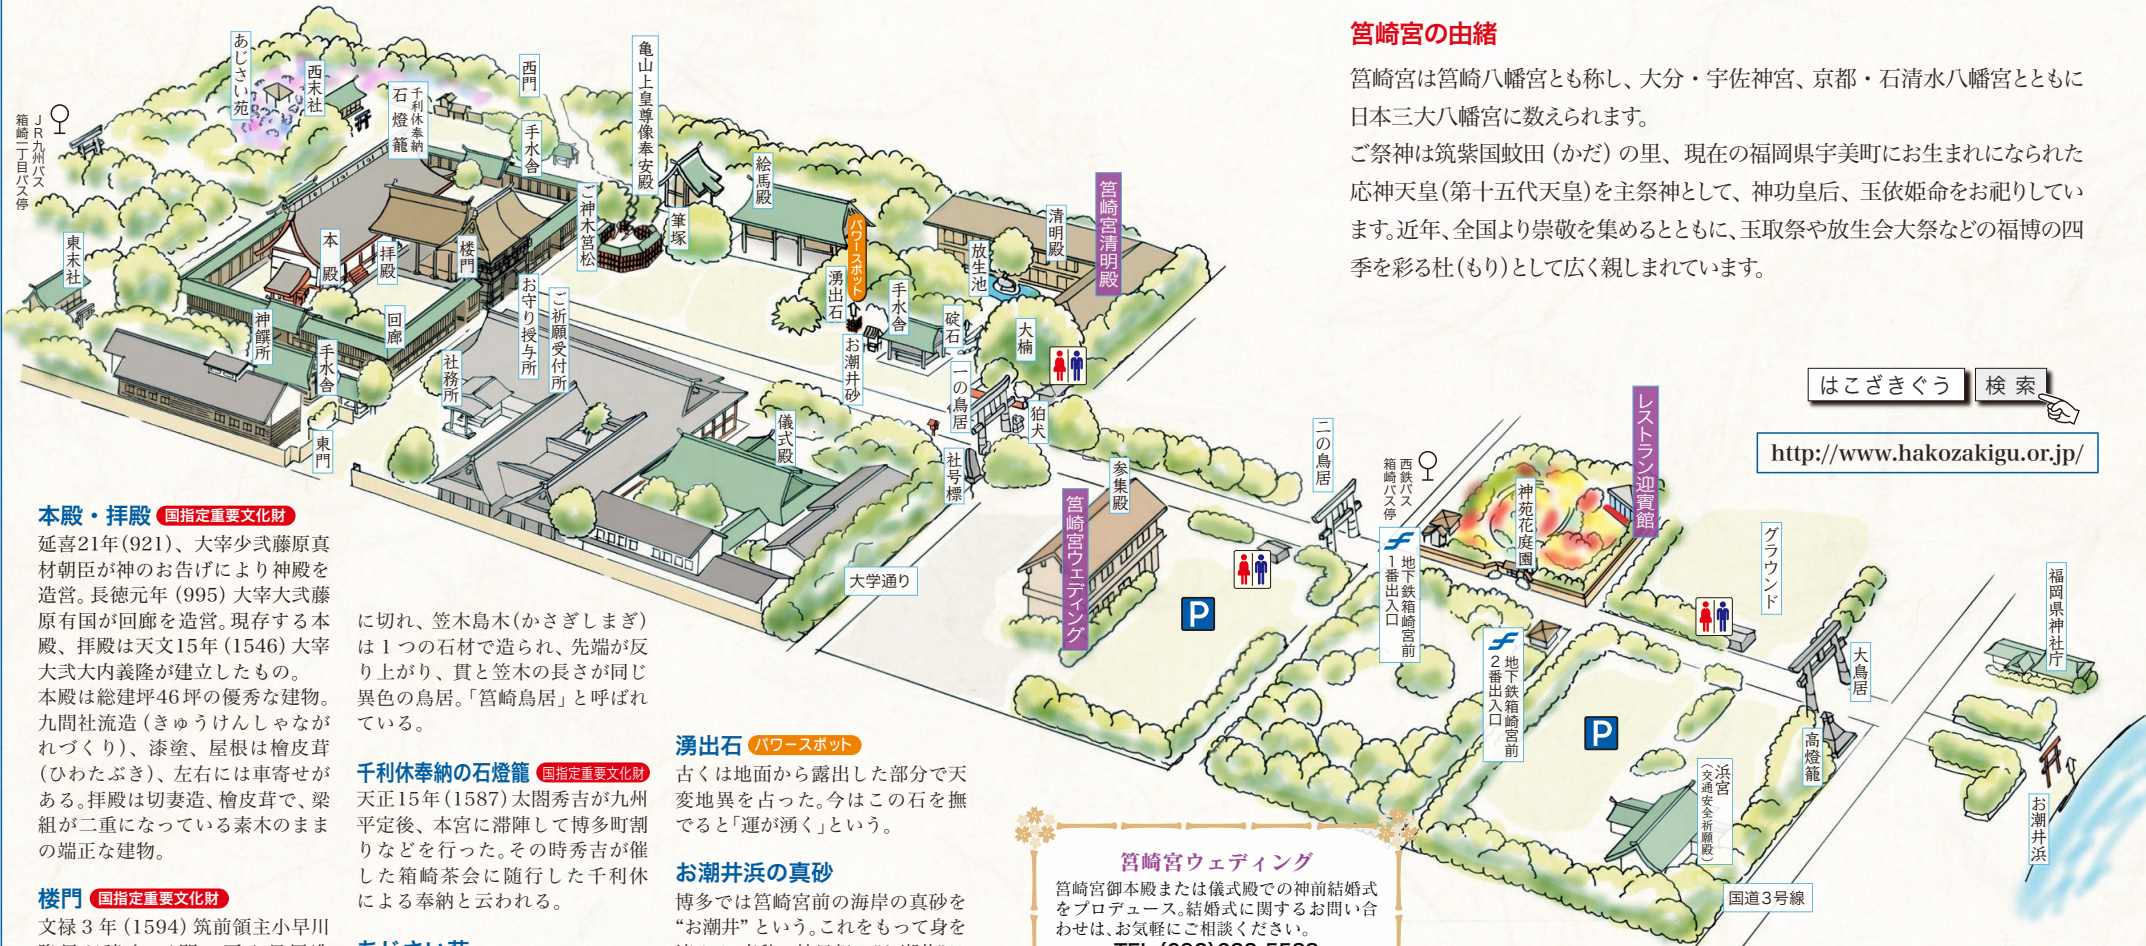 筥崎宮の由緒
筥崎宮は筥崎八幡宮とも称し、大分・宇佐神宮、京都・石清水八幡宮とともに
日本三大八幡宮に数えられます。
ご祭神は筑紫国蚊田(かだ)の里、現在の福岡県宇美町にお生まれになられた
応神天皇(第十五代天皇)を主祭神として、神功皇后、玉依姫命をお祀りしてい
ます。近年、全国より崇敬を集めるとともに、玉取祭や放生会大祭などの福博の四
季を彩る杜(もり)として広く親しまれています。
はこざきぐう 検索
http://www.hakozakigu.or.jp/
あじさい苑
西末社
千利休奉納
石燈籠
西門
手水舎
亀山上皇尊像奉安殿
JR九州バス
箱崎一丁目バス停
東末社
本殿
拝殿
楼門
ご神木筥松
筆塚
絵馬殿
パワースポット
湧出石
お潮井砂
手水舎
放生池
碇石
清明殿
筥崎宮清明殿
大楠
神饌所
回廊
手水舎
東門
社務所
お守り授与所
ご祈願受付所
儀式殿
一の鳥居
狛犬
社号標
大学通り
参集殿
筥崎宮ウェディング
P
二の鳥居
西鉄バス
箱崎バス停
地下鉄箱崎宮前
1番出入口
地下鉄箱崎宮前
2番出入口
神苑花庭園
レストラン迎賓館
グラウンド
P
大鳥居
高燈籠
浜宮
(交通安全祈願殿)
国道3号線
福岡県神社庁
お潮井浜
本殿・拝殿 国指定重要文化財
延喜21年(921)、大宰少弐藤原真
材朝臣が神のお告げにより神殿を
造営。長徳元年(995)大宰大弐藤
原有国が回廊を造営。現存する本
殿、拝殿は天文15年(1546)大宰
大弐大内義隆が建立したもの。
本殿は総建坪46坪の優秀な建物。
九間社流造(きゅうけんしゃなが
れづくり)、漆塗、屋根は檜皮葺
(ひわたぶき)、左右には車寄せが
ある。拝殿は切妻造、檜皮葺で、梁
組が二重になっている素木のまま
の端正な建物。
楼門 国指定重要文化財
文禄3年(1594)筑前領主小早川
に切れ、笠木島木(かさぎしまぎ)
は1つの石材で造られ、先端が反
り上がり、貫と笠木の長さが同じ
異色の鳥居。「筥崎鳥居」と呼ばれ
ている。
千利休奉納の石燈籠 国指定重要文化財
天正15年(1587)太閤秀吉が九州
平定後、本宮に滞陣して博多町割
りなどを行った。その時秀吉が催
した箱崎茶会に随行した千利休
による奉納と云われる。
湧出石 パワースポット
古くは地面から露出した部分で天
変地異を占った。今はこの石を撫
でると「運が湧く」という。
お潮井浜の真砂
博多では筥崎宮前の海岸の真砂を
“お潮井”という。これをもって身を
筥崎宮ウェディング
筥崎宮御本殿または儀式殿での神前結婚式
をプロデュース。結婚式に関するお問い合
わせは、お気軽にご相談ください。